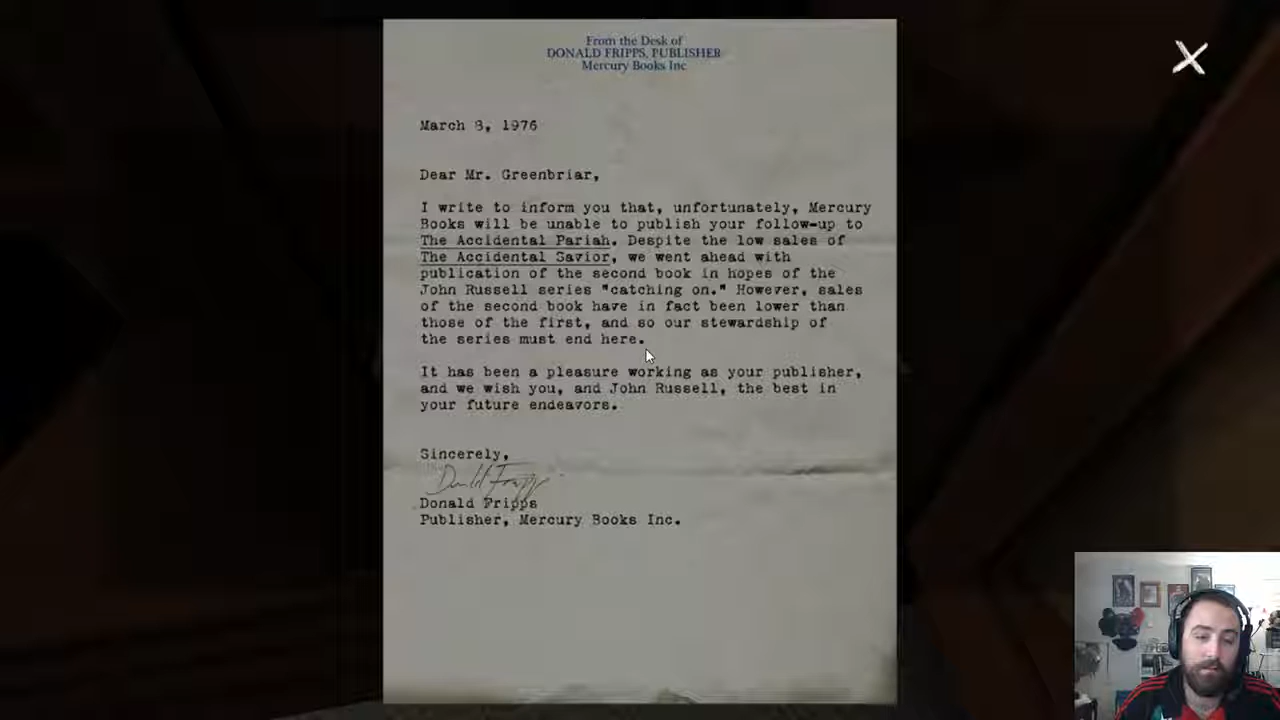 From the Desk of
DONALD FRIPPS, PUBLISHER
Mercury Books Inc
March 8, 1976
Dear Mr. Greenbriar,
I write to inform you that, unfortunately, Mercury
Books will be unable to publish your follow-up to
The Accidental Pariah. Despite the low sales of
The Accidental Savior, we went ahead with
publication of the second book in hopes of the
John Russell series "catching on." However, sales
of the second book have in fact been lower than
those of the first, and so our stewardship of
the series must end here.
It has been a pleasure working as your publisher,
and we wish you, and John Russell, the best in
your future endeavors.
Sincerely,
Donald Fripps
Donald Fripps
Publisher, Mercury Books Inc.